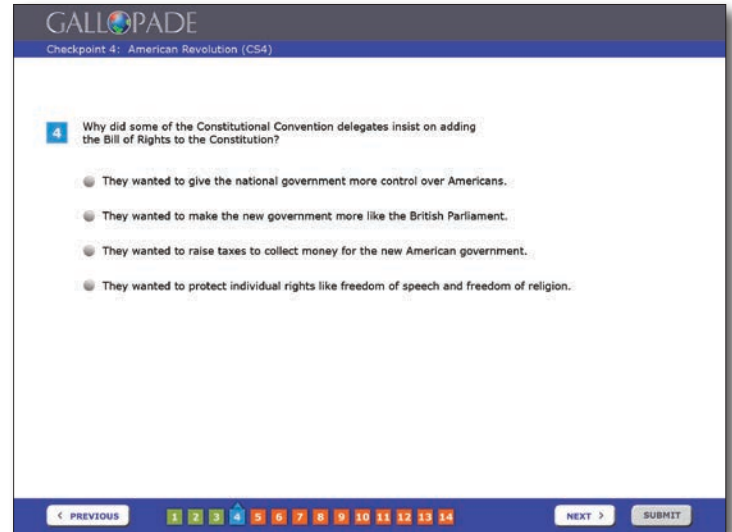 GALLOPADE
Checkpoint 4: American Revolution (CS4)
4 Why did some of the Constitutional Convention delegates insist on adding
the Bill of Rights to the Constitution?
They wanted to give the national government more control over Americans.
They wanted to make the new government more like the British Parliament.
They wanted to raise taxes to collect money for the new American government.
They wanted to protect individual rights like freedom of speech and freedom of religion.
< PREVIOUS 1 2 3 4 5 6 7 8 9 10 11 12 13 14 NEXT > SUBMIT